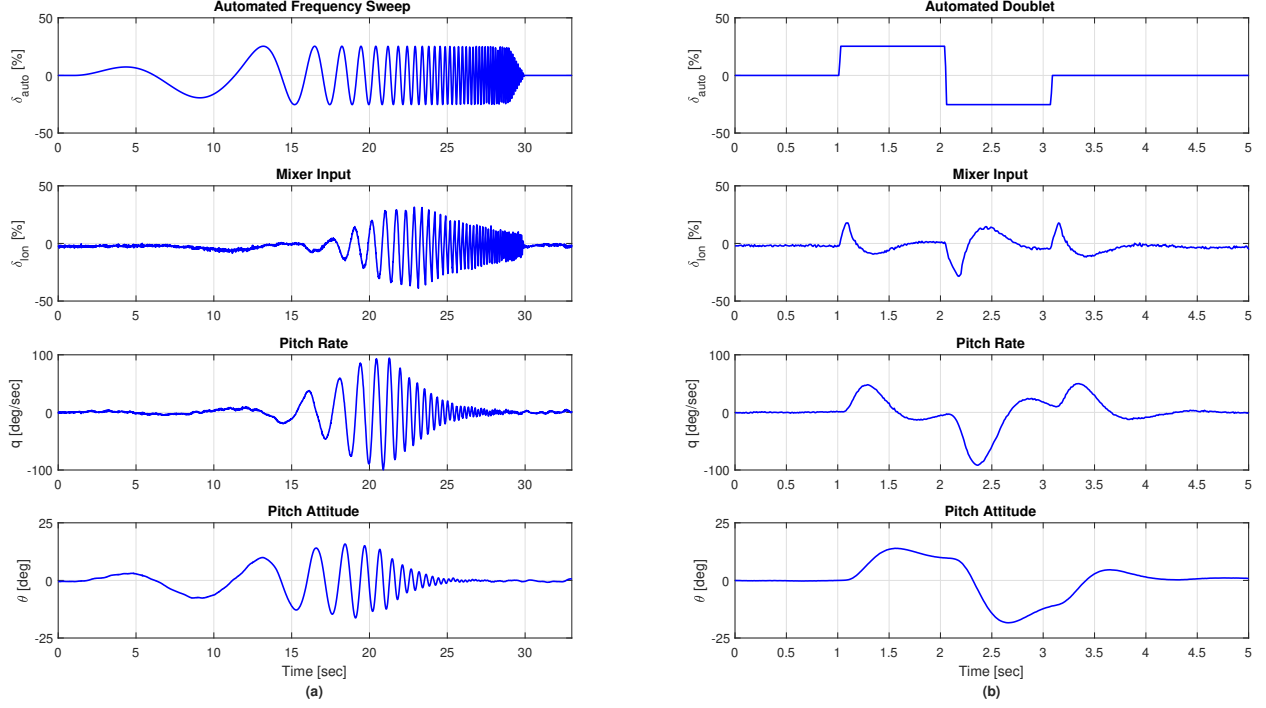 Automated Frequency Sweep
50
0
-50
δauto [%]
0 5 10 15 20 25 30
Mixer Input
50
0
-50
δlon [%]
0 5 10 15 20 25 30
Pitch Rate
100
0
-100
q [deg/sec]
0 5 10 15 20 25 30
Pitch Attitude
25
0
-25
θ [deg]
0 5 10 15 20 25 30
Time [sec]
(a)
Automated Doublet
50
0
-50
δauto [%]
0 0.5 1 1.5 2 2.5 3 3.5 4 4.5 5
Mixer Input
50
0
-50
δlon [%]
0 0.5 1 1.5 2 2.5 3 3.5 4 4.5 5
Pitch Rate
100
0
-100
q [deg/sec]
0 0.5 1 1.5 2 2.5 3 3.5 4 4.5 5
Pitch Attitude
25
0
-25
θ [deg]
0 0.5 1 1.5 2 2.5 3 3.5 4 4.5 5
Time [sec]
(b)